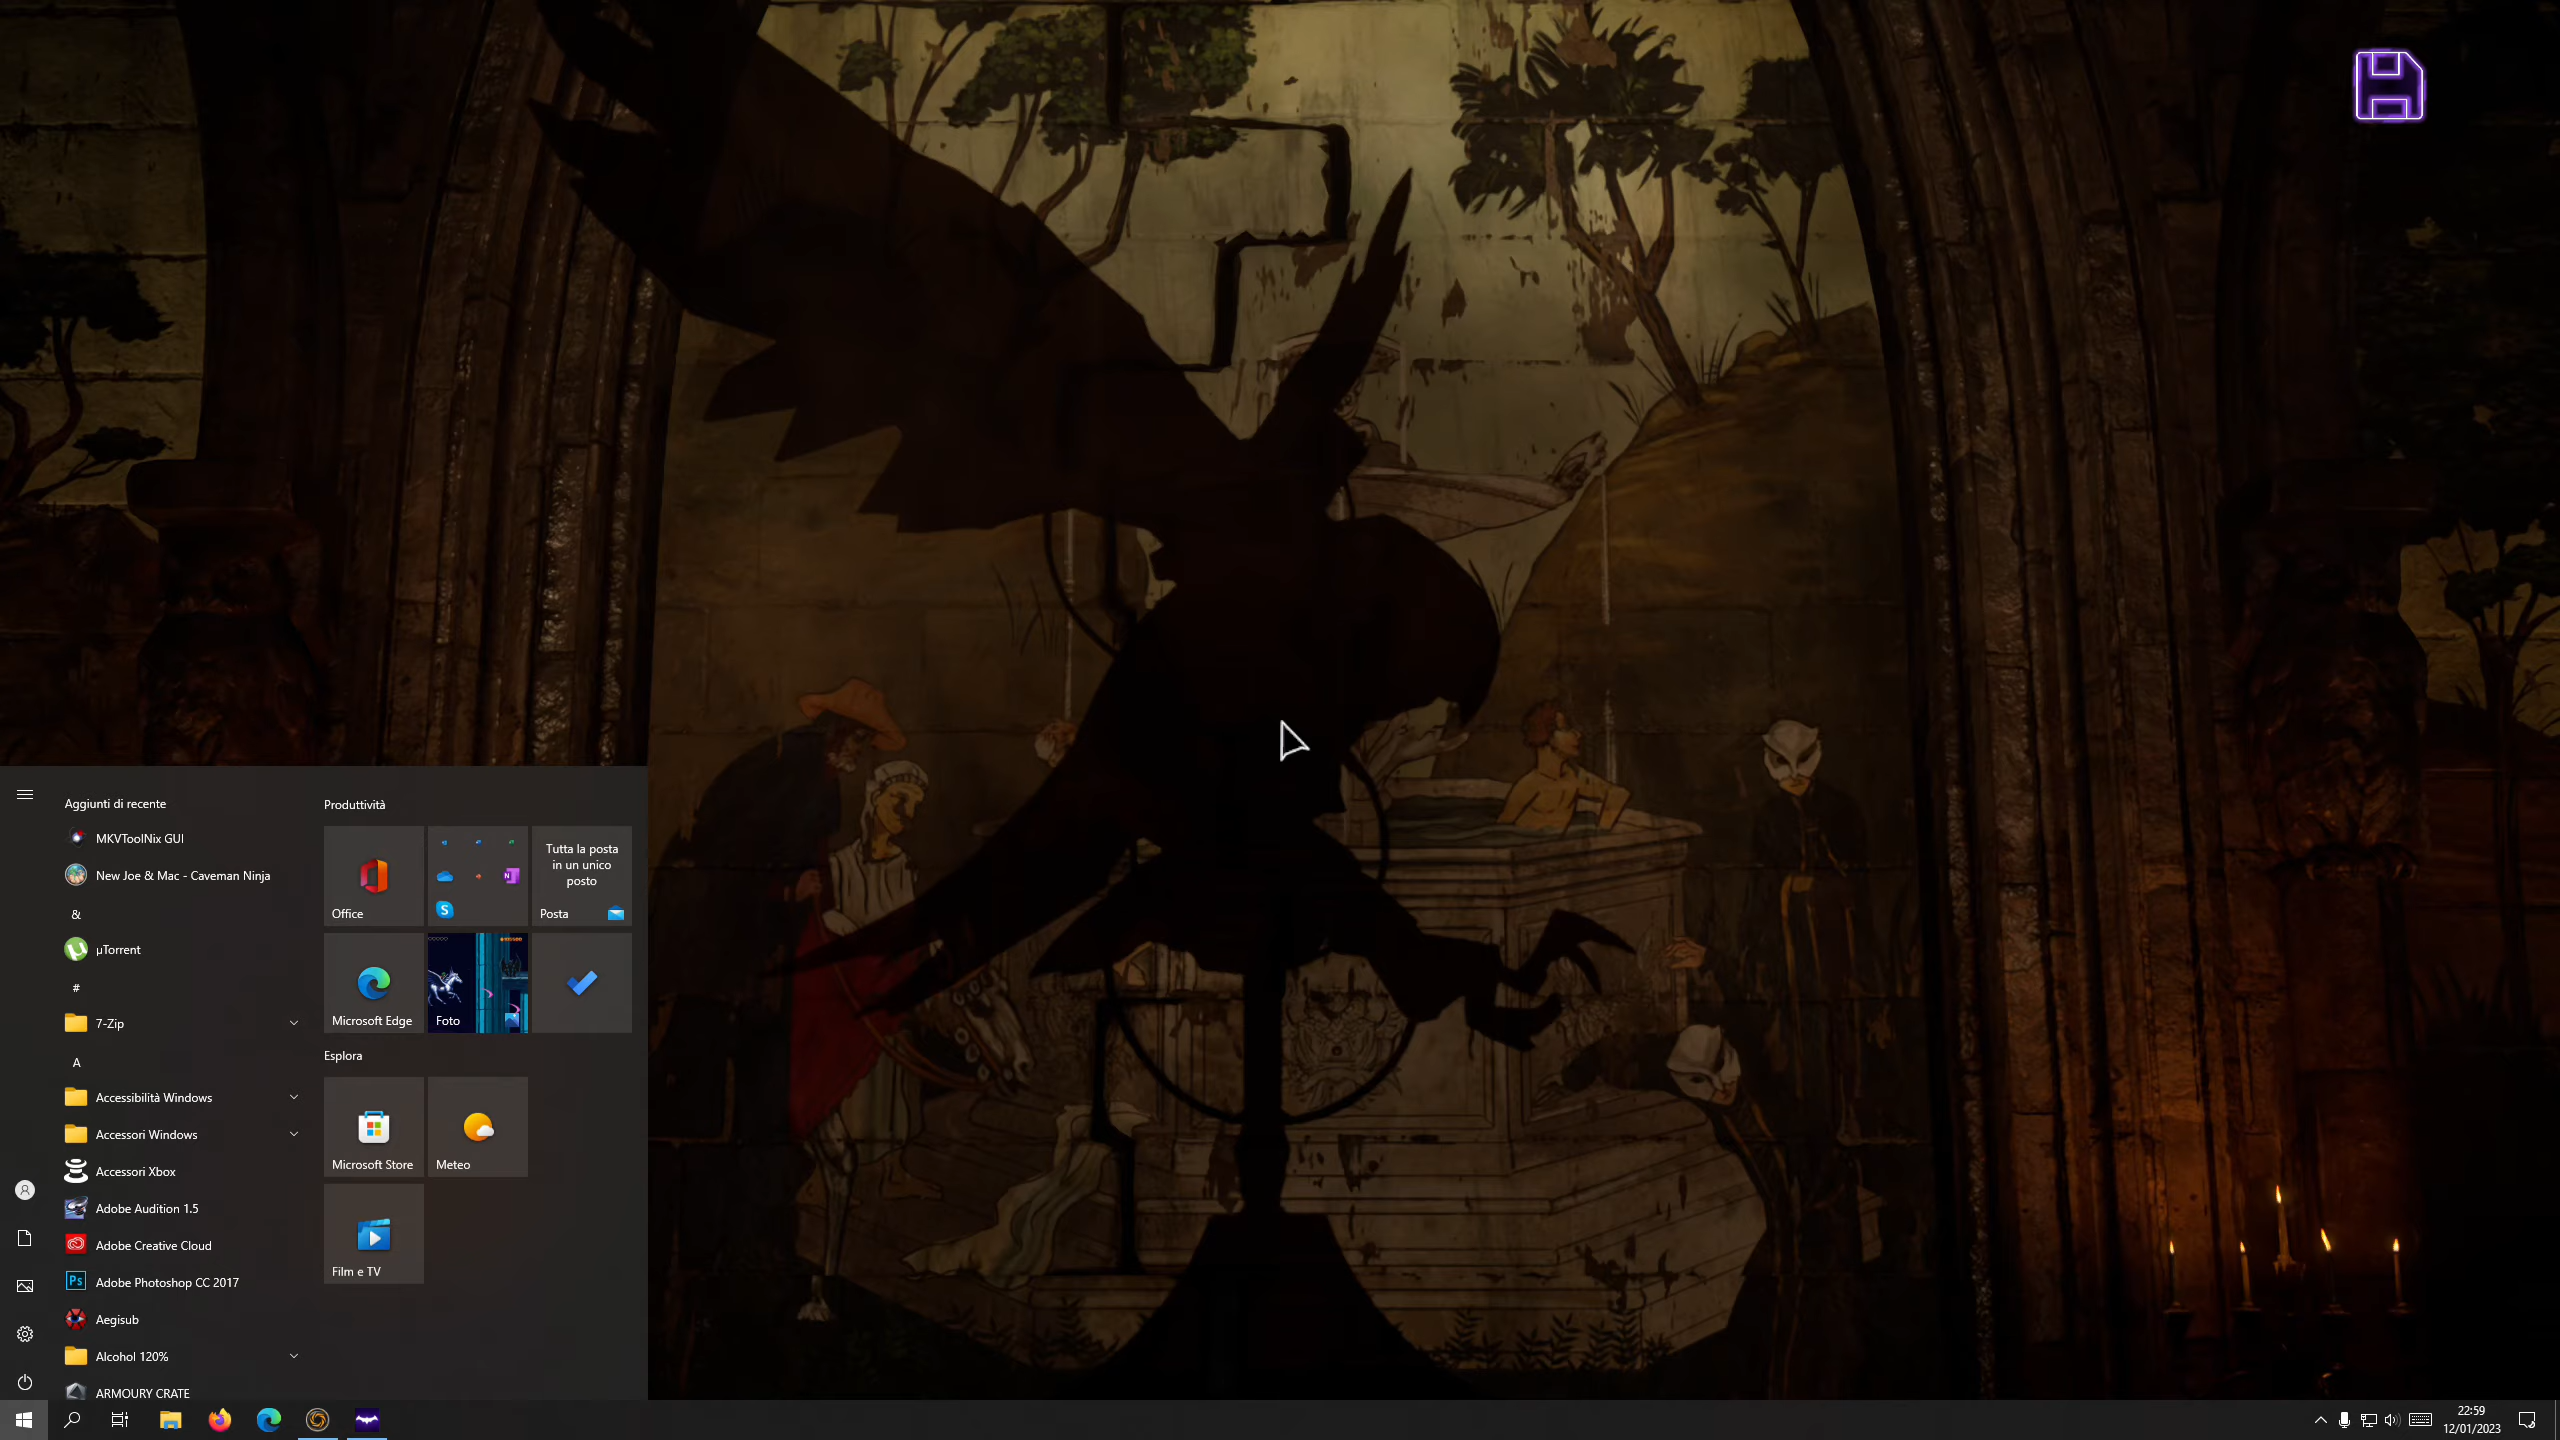 Aggiunti di recente
MKVToolNix GUI
New Joe & Mac - Caveman Ninja
&
µTorrent
#
7-Zip
A
Accessibilità Windows
Accessori Windows
Accessori Xbox
Adobe Audition 1.5
Adobe Creative Cloud
Ps
Adobe Photoshop CC 2017
Aegisub
Alcohol 120%
ARMOURY CRATE
Produttività
Office
N
S
Tutta la posta
in un unico
posto
Posta
Microsoft Edge
Foto
Esplora
Microsoft Store
Meteo
Film e TV
22:59
12/01/2023